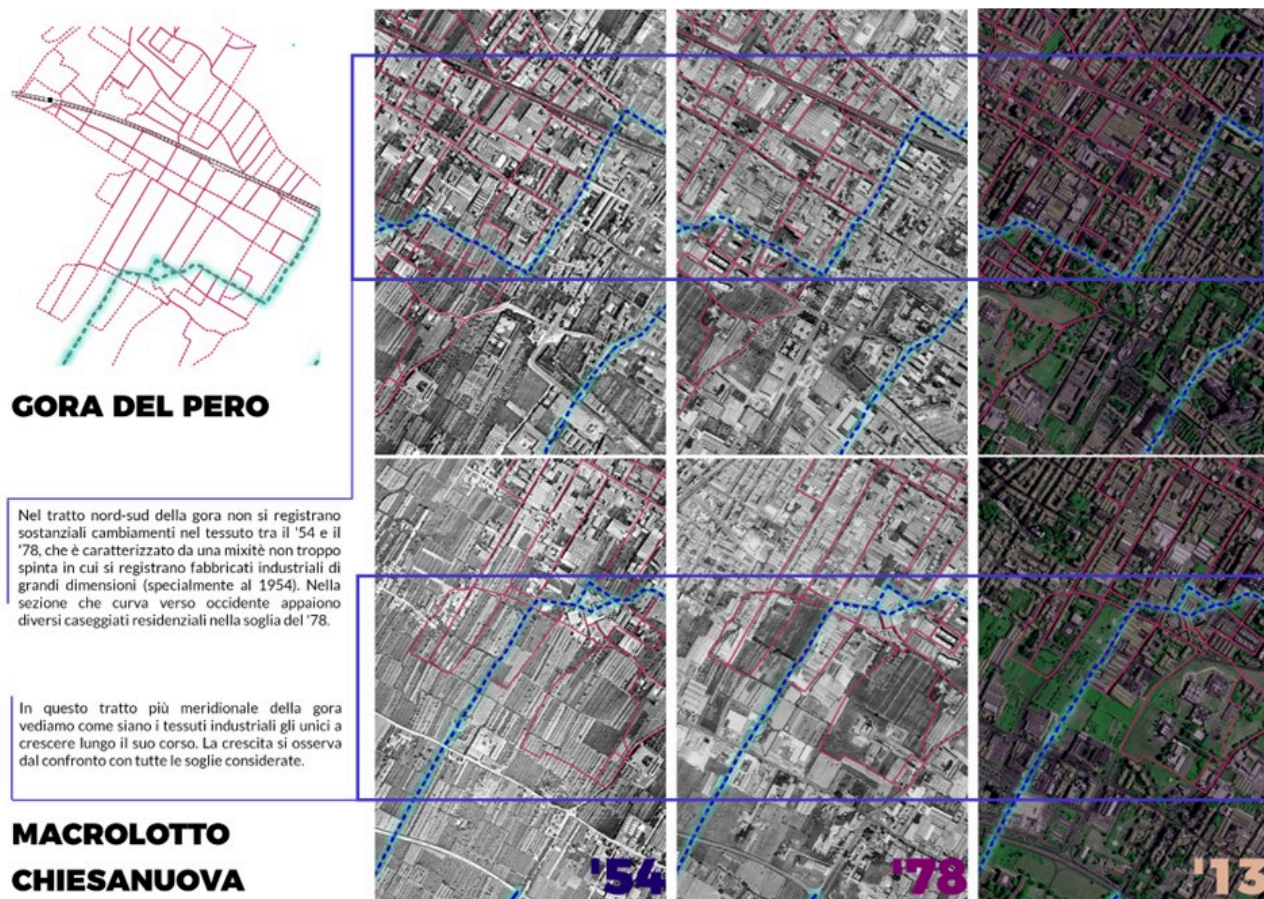 GORA DEL PERO
Nel tratto nord-sud della gora non si registrano
sostanziali cambiamenti nel tessuto tra il '54 e il
'78, che è caratterizzato da una mixitè non troppo
spinta in cui si registrano fabbricati industriali di
grandi dimensioni (specialmente al 1954). Nella
sezione che curva verso occidente appaiono
diversi caseggiati residenziali nella soglia del '78.
In questo tratto più meridionale della gora
vediamo come siano i tessuti industriali gli unici a
crescere lungo il suo corso. La crescita si osserva
dal confronto con tutte le soglie considerate.
MACROLOTTO
CHIESANUOVA
'54
'78
'13